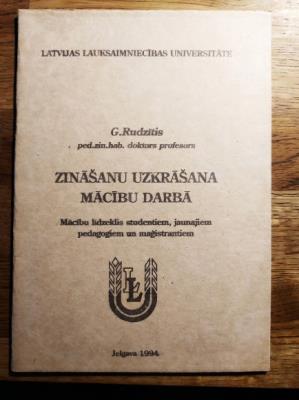 LATVIJAS LAUKSAIMNIECĪBAS UNIVERSITĀTE
G.Rudzītis
ped.zin.hab. doktors profesors
ZINĀŠANU UZKRĀŠANA
MĀCĪBU DARBĀ
Mācību līdzeklis studentiem, jaunajiem
pedagogiem un maģistrantiem
LLU
Jelgava 1994